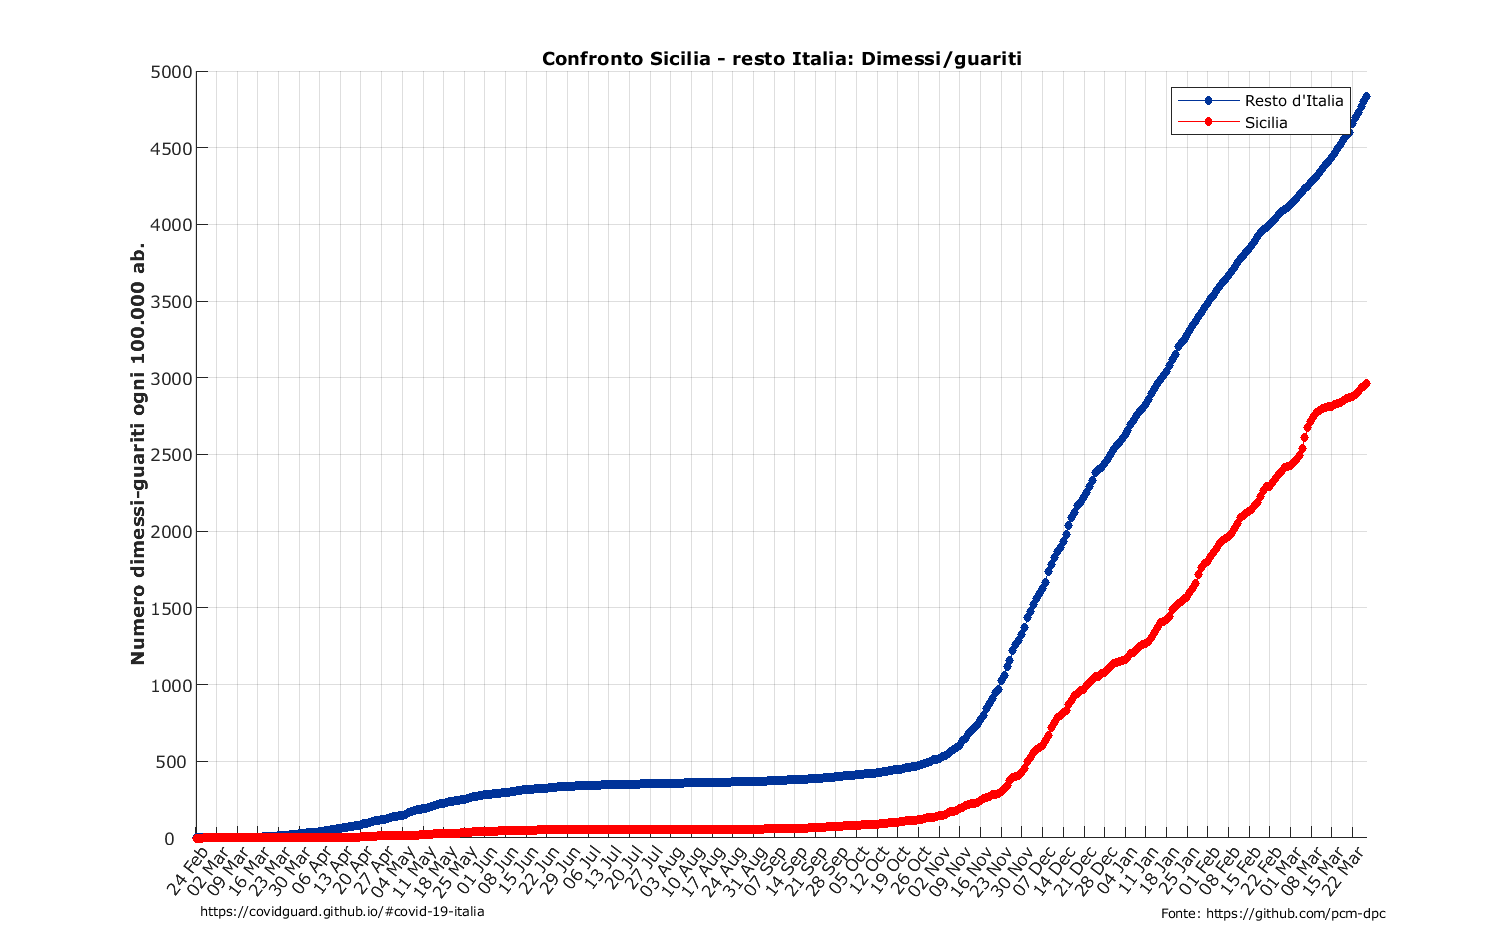 Confronto Sicilia - resto Italia: Dimessi/guariti
Numero dimessi-guariti ogni 100.000 ab.
5000
4500
4000
3500
3000
2500
2000
1500
1000
500
0
Resto d'Italia
Sicilia
24 Feb
02 Mar
09 Mar
16 Mar
23 Mar
30 Mar
06 Apr
13 Apr
20 Apr
27 Apr
04 May
11 May
18 May
25 May
01 Jun
08 Jun
15 Jun
22 Jun
29 Jun
06 Jul
13 Jul
20 Jul
27 Jul
03 Aug
10 Aug
17 Aug
24 Aug
31 Aug
07 Sep
14 Sep
21 Sep
28 Sep
05 Oct
12 Oct
19 Oct
26 Oct
02 Nov
09 Nov
16 Nov
23 Nov
30 Nov
07 Dec
14 Dec
21 Dec
28 Dec
04 Jan
11 Jan
18 Jan
25 Jan
01 Feb
08 Feb
15 Feb
22 Feb
01 Mar
08 Mar
15 Mar
22 Mar
https://covidguard.github.io/#covid-19-italia
Fonte: https://github.com/pcm-dpc